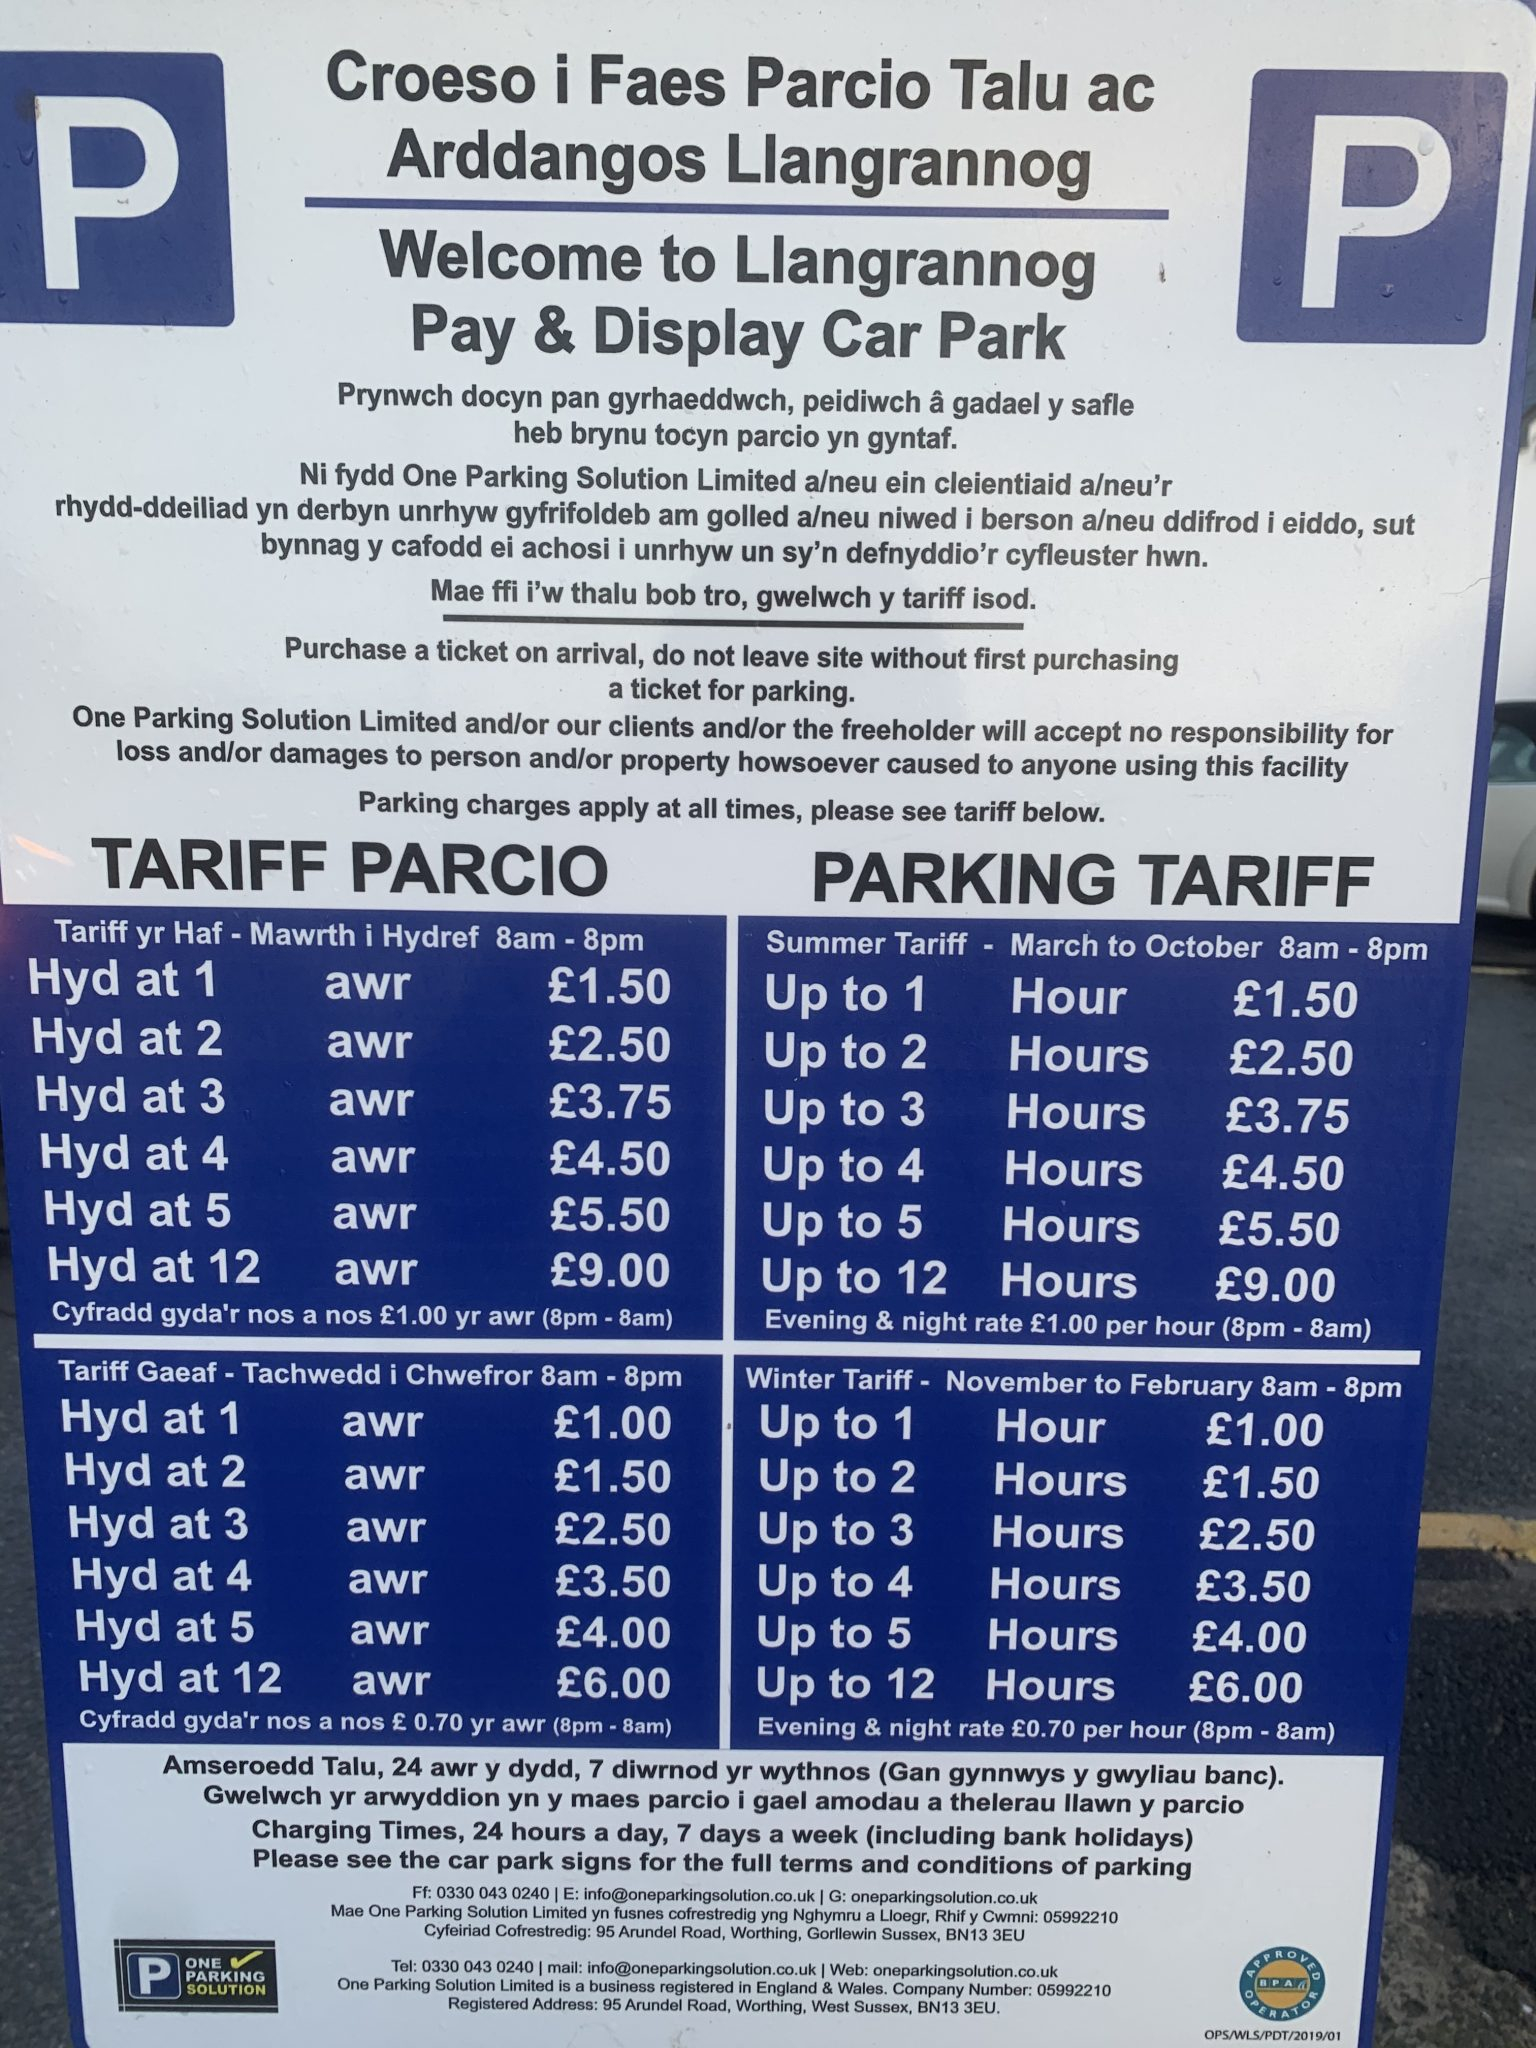 P
P
Croeso i Faes Parcio Talu ac
Arddangos Llangrannog
Welcome to Llangrannog
Pay & Display Car Park
Prynwch docyn pan gyrhaeddwch, peidiwch â gadael y safle
heb brynu tocyn parcio yn gyntaf.
Ni fydd One Parking Solution Limited a/neu ein cleientiaid a/neu'r
rhydd-ddeiliad yn derbyn unrhyw gyfrifoldeb am golled a/neu niwed i berson a/neu ddifrod i eiddo, sut
bynnag y cafodd ei achosi i unrhyw un sy'n defnyddio'r cyfleuster hwn.
Mae ffi i'w thalu bob tro, gwelwch y tariff isod.
Purchase a ticket on arrival, do not leave site without first purchasing
a ticket for parking.
One Parking Solution Limited and/or our clients and/or the freeholder will accept no responsibility for
loss and/or damages to person and/or property howsoever caused to anyone using this facility
Parking charges apply at all times, please see tariff below.
TARIFF PARCIO
Tariff yr Haf - Mawrth i Hydref 8am - 8pm
Hyd at 1 awr £1.50
Hyd at 2 awr £2.50
Hyd at 3 awr £3.75
Hyd at 4 awr £4.50
Hyd at 5 awr £5.50
Hyd at 12 awr £9.00
Cyfradd gyda'r nos a nos £1.00 yr awr (8pm - 8am)
Tariff Gaeaf - Tachwedd i Chwefror 8am - 8pm
Hyd at 1 awr £1.00
Hyd at 2 awr £1.50
Hyd at 3 awr £2.50
Hyd at 4 awr £3.50
Hyd at 5 awr £4.00
Hyd at 12 awr £6.00
Cyfradd gyda'r nos a nos £ 0.70 yr awr (8pm - 8am)
PARKING TARIFF
Summer Tariff - March to October 8am - 8pm
Up to 1 Hour £1.50
Up to 2 Hours £2.50
Up to 3 Hours £3.75
Up to 4 Hours £4.50
Up to 5 Hours £5.50
Up to 12 Hours £9.00
Evening & night rate £1.00 per hour (8pm - 8am)
Winter Tariff - November to February 8am - 8pm
Up to 1 Hour £1.00
Up to 2 Hours £1.50
Up to 3 Hours £2.50
Up to 4 Hours £3.50
Up to 5 Hours £4.00
Up to 12 Hours £6.00
Evening & night rate £0.70 per hour (8pm - 8am)
Amseroedd Talu, 24 awr y dydd, 7 diwrnod yr wythnos (Gan gynnwys y gwyliau banc).
Gwelwch yr arwyddion yn y maes parcio i gael amodau a thelerau llawn y parcio
Charging Times, 24 hours a day, 7 days a week (including bank holidays)
Please see the car park signs for the full terms and conditions of parking
Ff: 0330 043 0240 | E: info@oneparkingsolution.co.uk | G: oneparkingsolution.co.uk
Mae One Parking Solution Limited yn fusnes cofrestredig yng Nghymru a Lloegr, Rhif y Cwmni: 05992210
Cyfeiriad Cofrestredig: 95 Arundel Road, Worthing, Gorllewin Sussex, BN13 3EU
Tel: 0330 043 0240 | mail: info@oneparkingsolution.co.uk | Web: oneparkingsolution.co.uk
One Parking Solution Limited is a business registered in England & Wales. Company Number: 05992210
Registered Address: 95 Arundel Road, Worthing, West Sussex, BN13 3EU.
P ONE
PARKING
SOLUTION
APPROVED
BPA
OPERATOR
OPS/WLS/PDT/2019/01